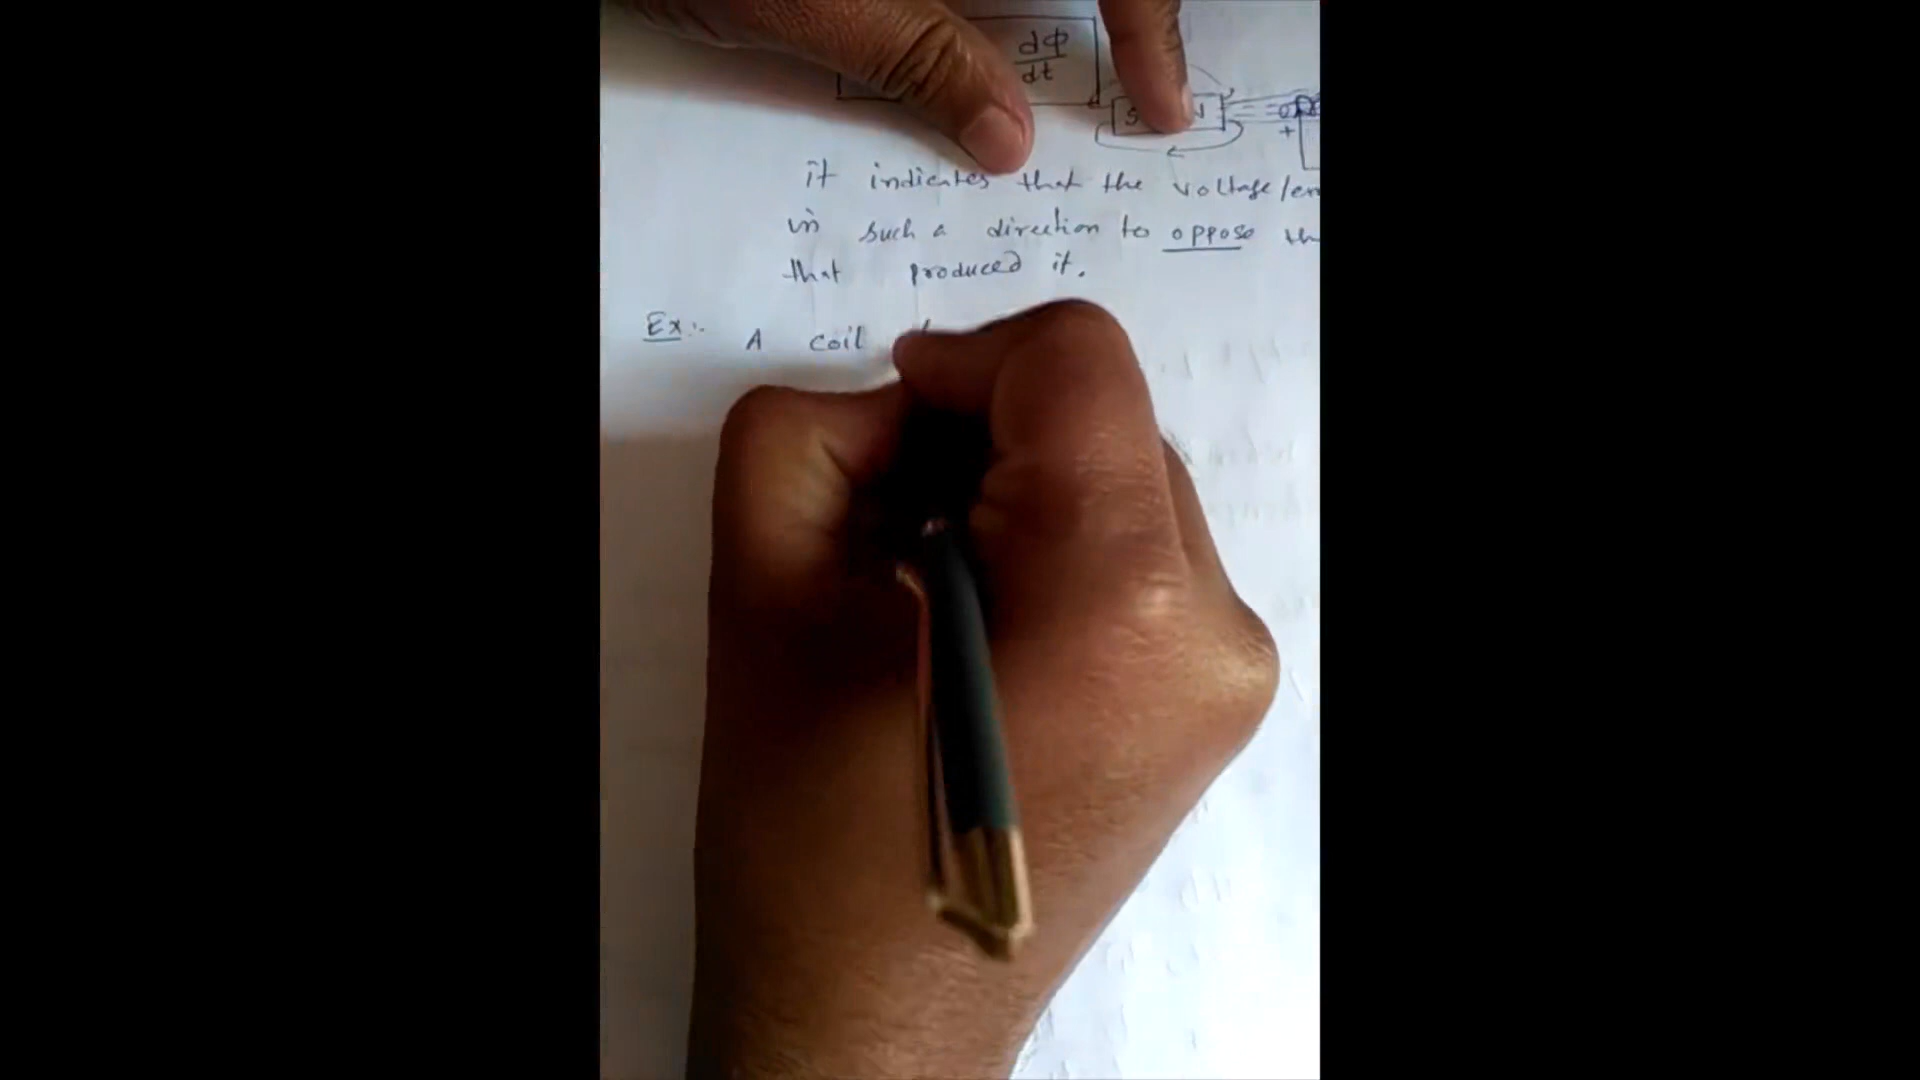 dΦ
dt
S
+
it indicates that the voltage/em
in such a direction to oppose th
that produced it.
Ex:- A coil